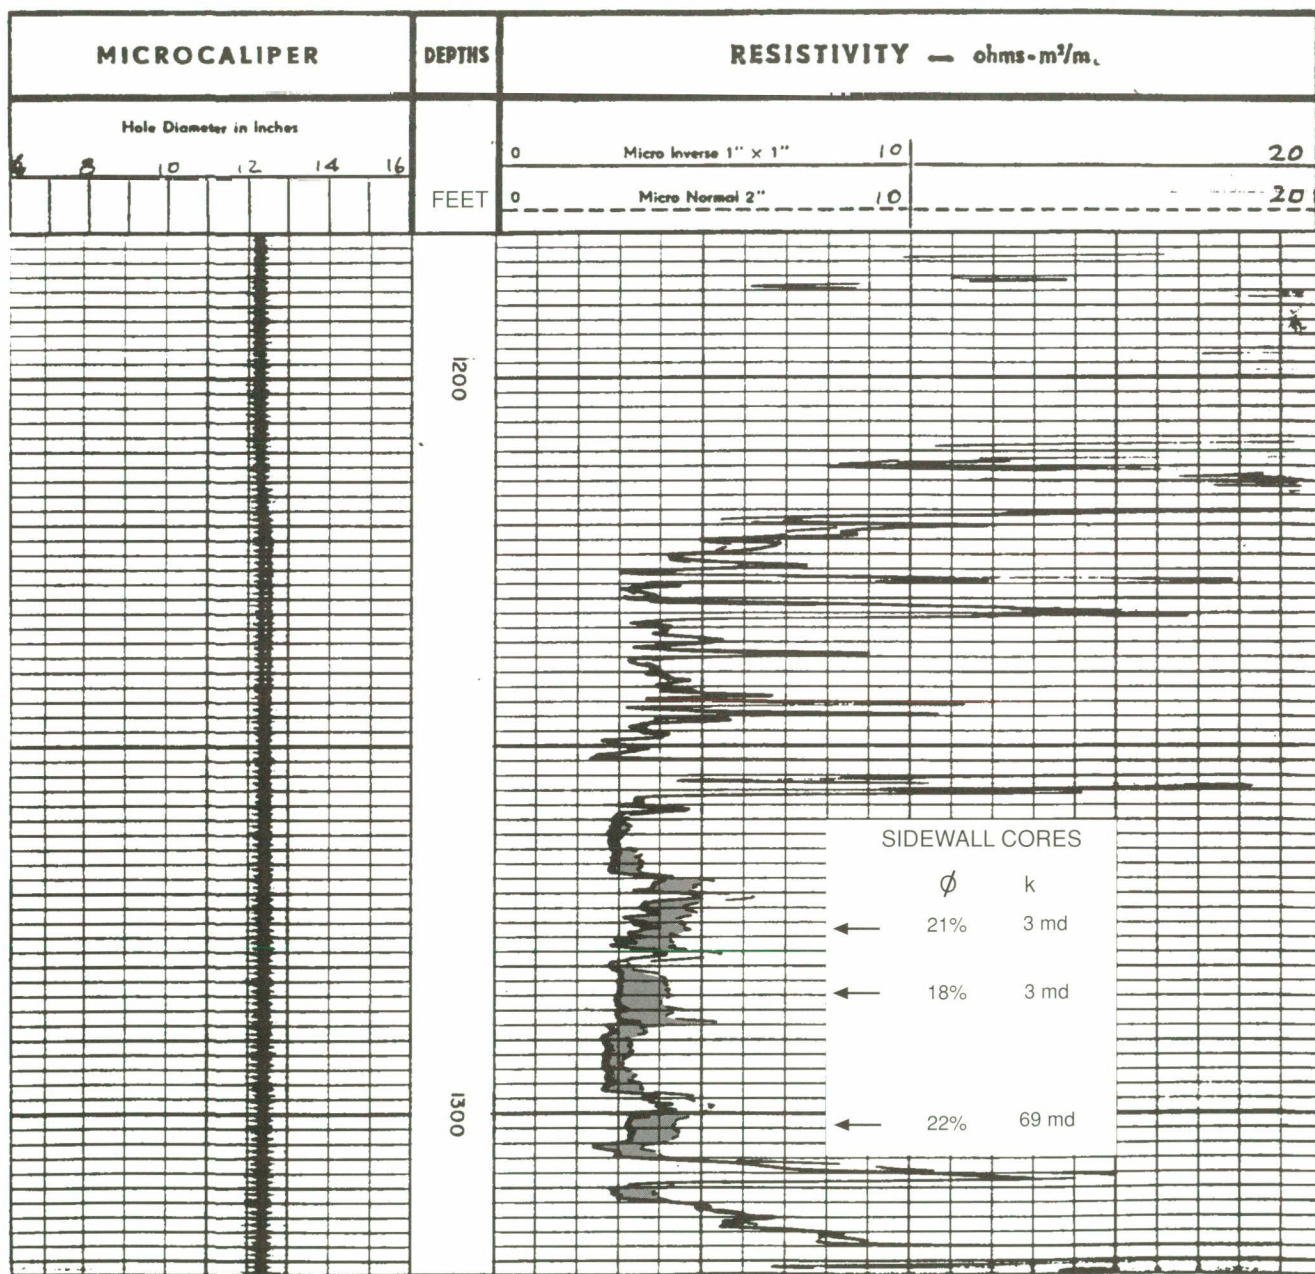 MICROCALIPER DEPTHS RESISTIVITY — ohms-m²/m.
Hole Diameter in Inches
6 8 10 12 14 16
FEET
0 Micro Inverse 1" x 1" 10 20
0 Micro Normal 2" 10 20
1200
SIDEWALL CORES
ϕ k
21% 3 md
18% 3 md
1300
22% 69 md